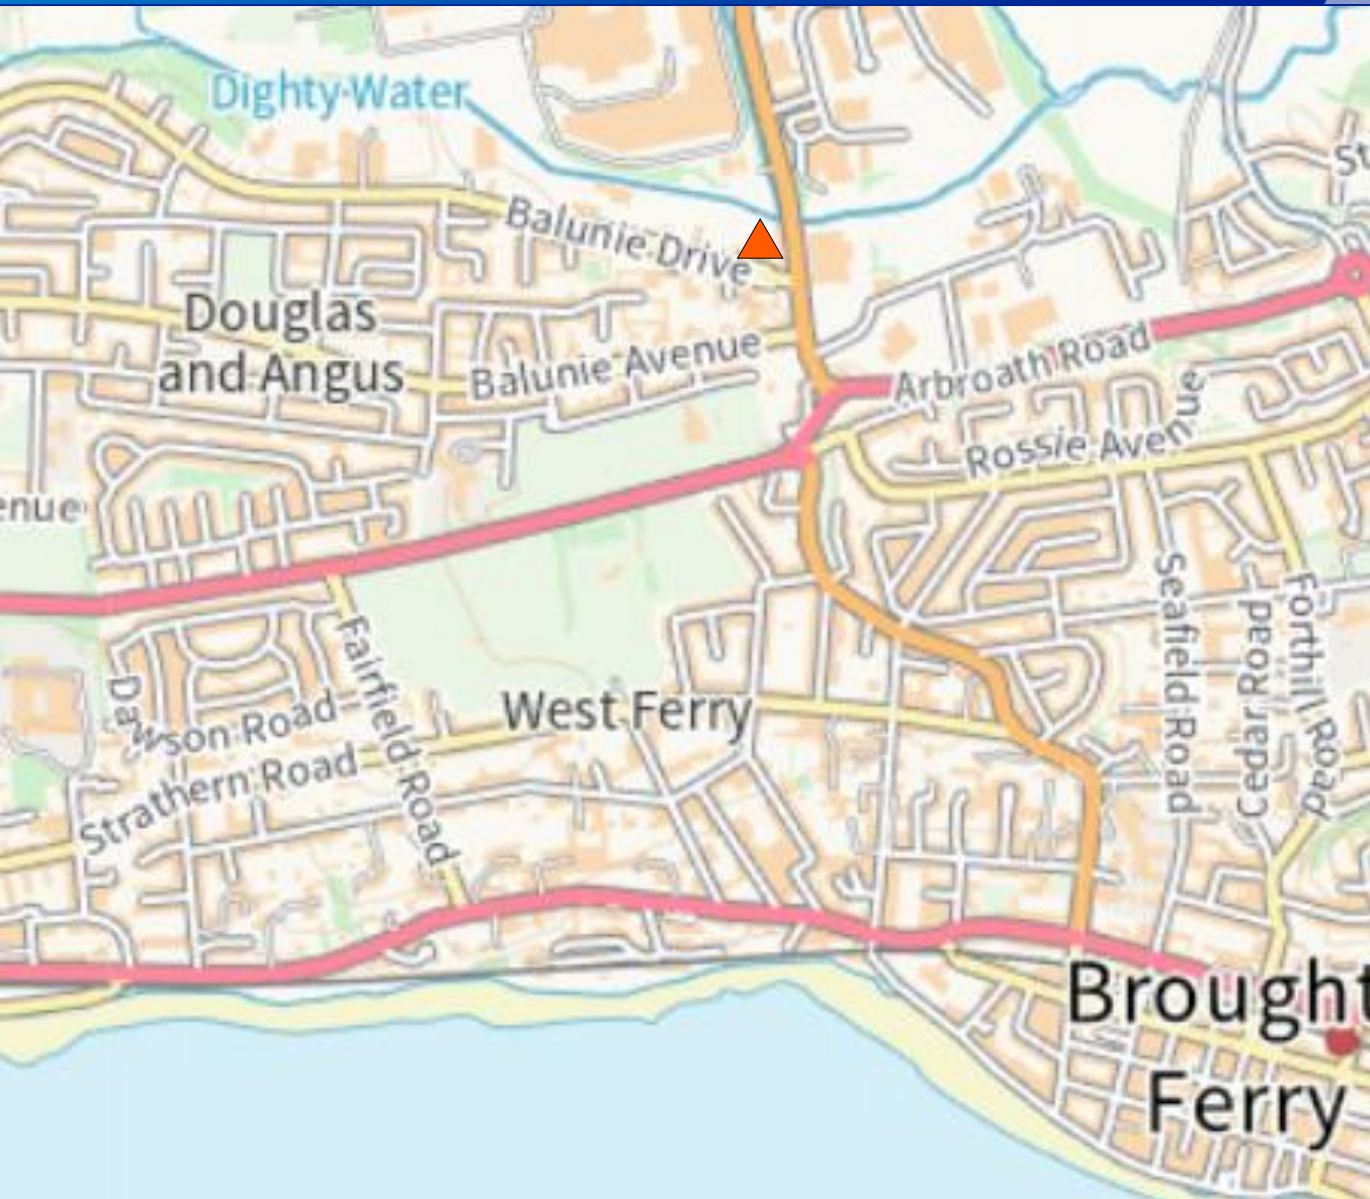 Dighty Water
St
Balunie Drive
Douglas
and Angus
Balunie Avenue
Arbroath Road
Rossie Avenue
enue
Seafield Road
Cedar Road
Forthill Road
Fairfield Road
Dawson Road
West Ferry
Strathern Road
Brought
Ferry